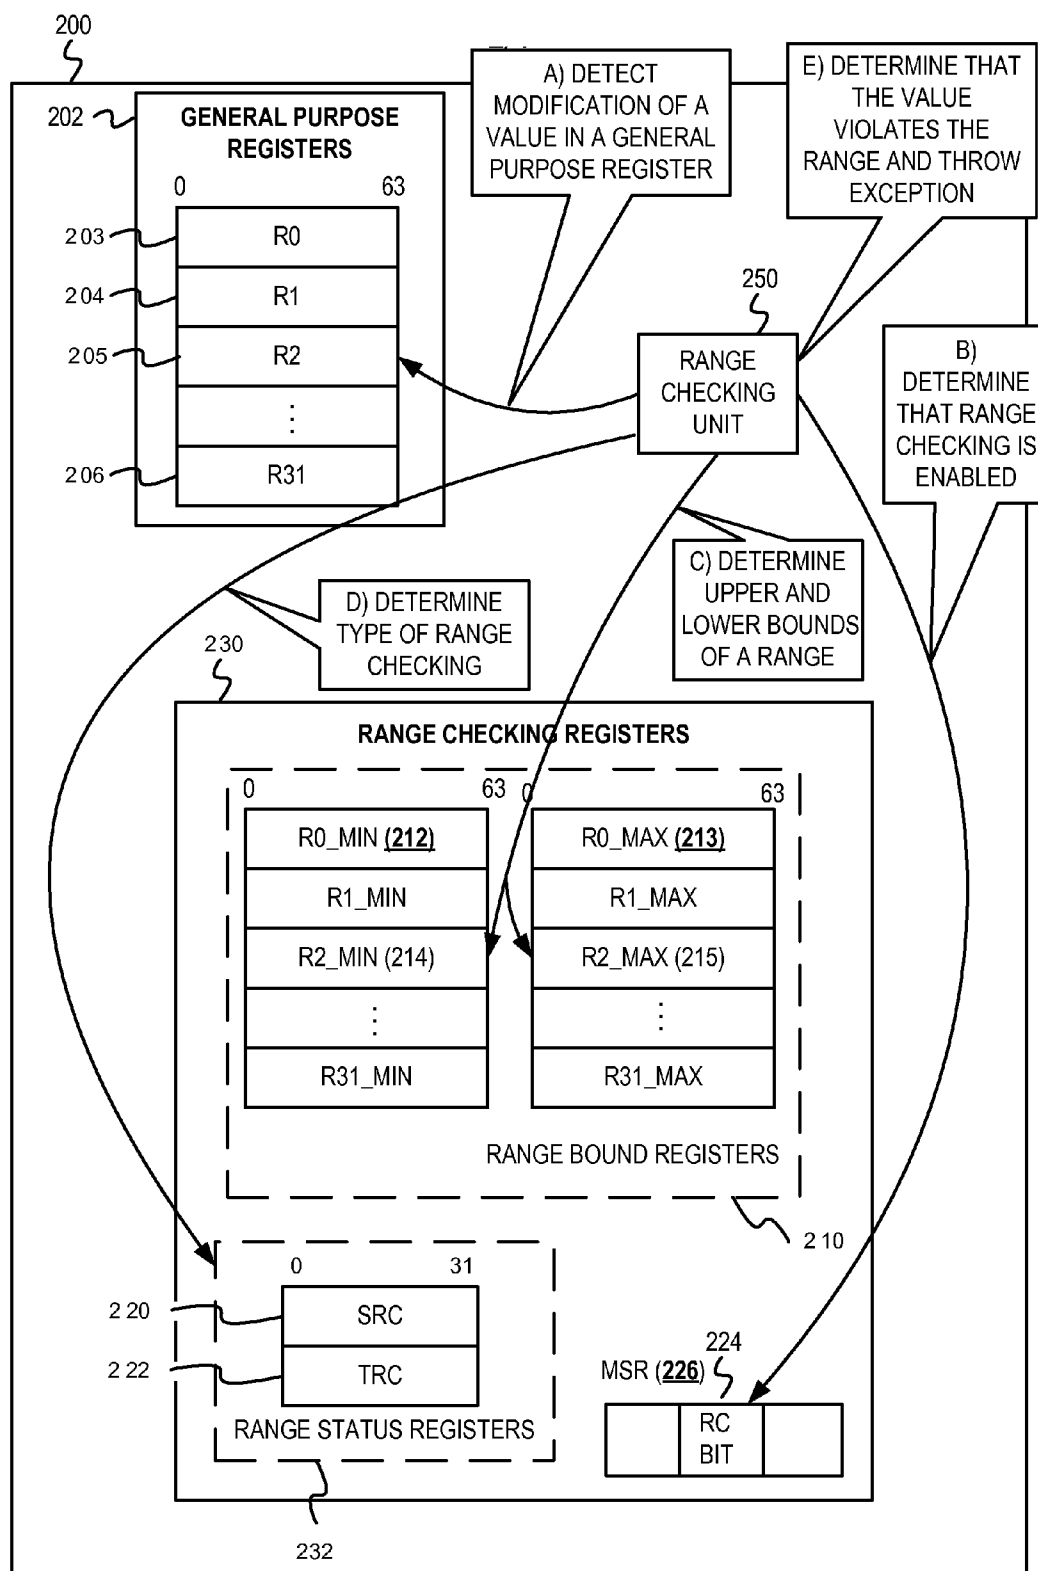 200
202
GENERAL PURPOSE
REGISTERS
0 63
203
R0
204
R1
205
R2
⋮
206
R31
A) DETECT
MODIFICATION OF A
VALUE IN A GENERAL
PURPOSE REGISTER
E) DETERMINE THAT
THE VALUE
VIOLATES THE
RANGE AND THROW
EXCEPTION
250
RANGE
CHECKING
UNIT
B)
DETERMINE
THAT RANGE
CHECKING IS
ENABLED
C) DETERMINE
UPPER AND
LOWER BOUNDS
OF A RANGE
D) DETERMINE
TYPE OF RANGE
CHECKING
230
RANGE CHECKING REGISTERS
0 63 0 63
R0_MIN (212) R0_MAX (213)
R1_MIN R1_MAX
R2_MIN (214) R2_MAX (215)
⋮ ⋮
R31_MIN R31_MAX
RANGE BOUND REGISTERS
210
0 31
220
SRC
222
TRC
RANGE STATUS REGISTERS
232
224
MSR (226)
RC
BIT